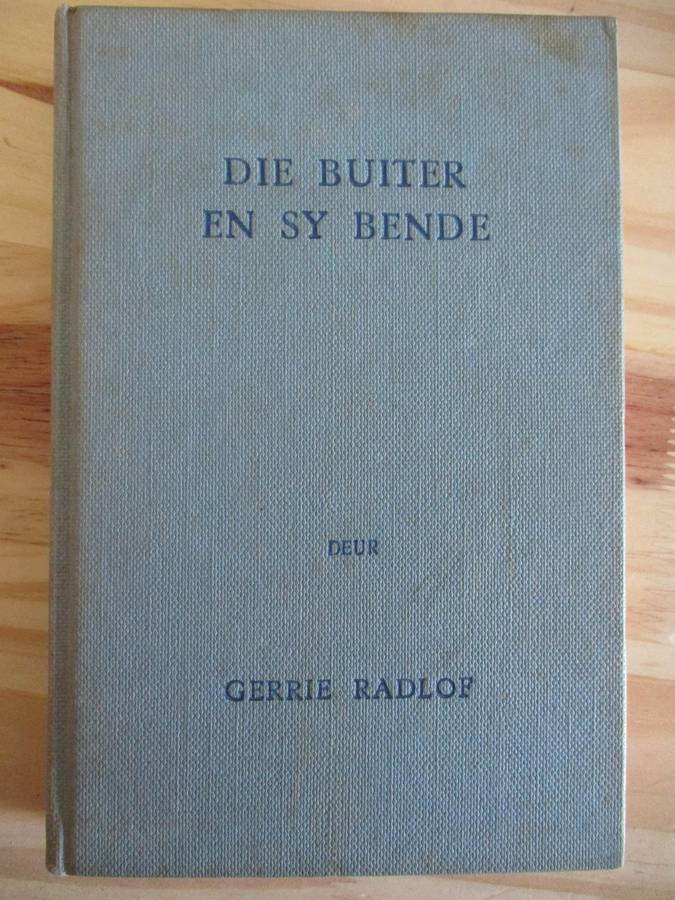 DIE BUITER
EN SY BENDE
DEUR
GERRIE RADLOF